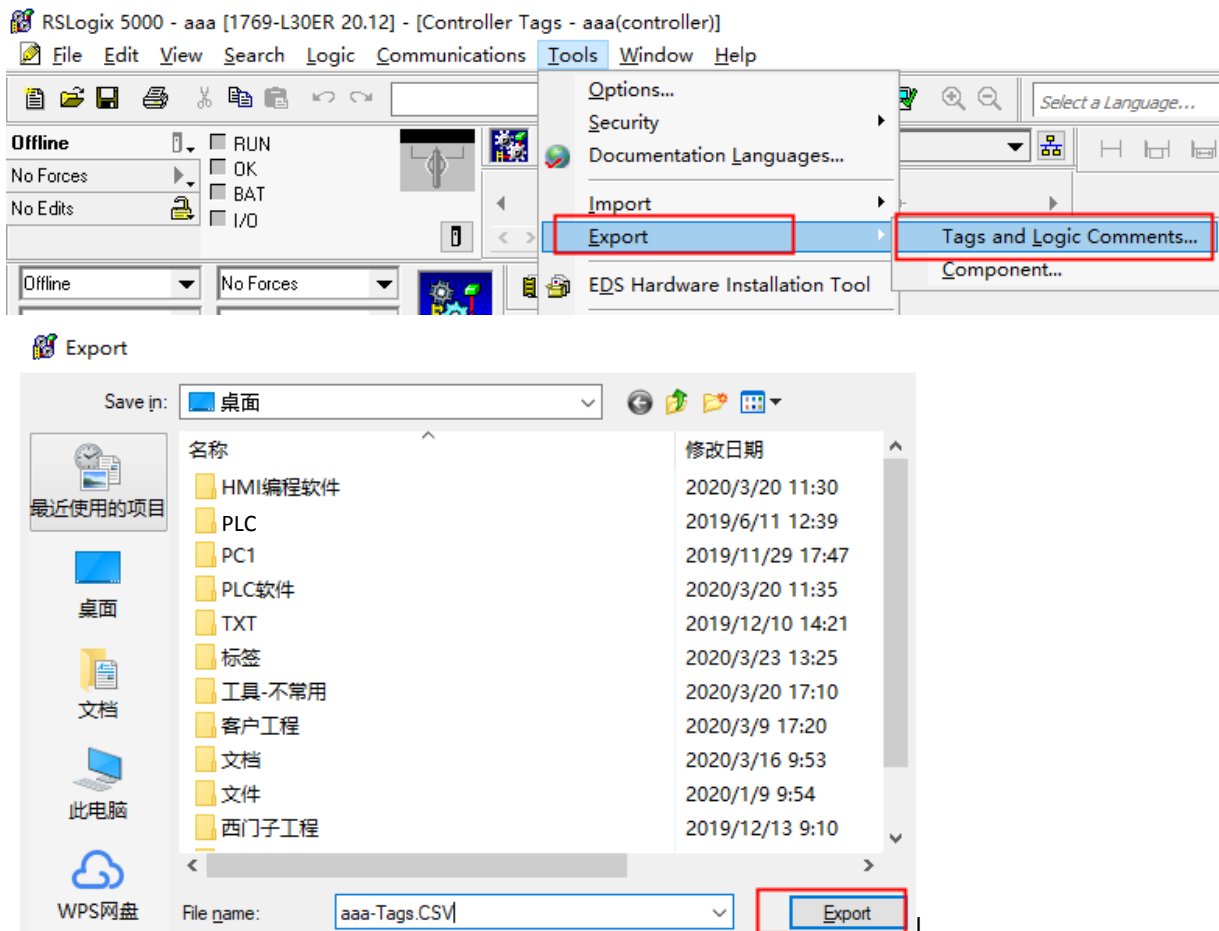 RSLogix 5000 - aaa [1769-L30ER 20.12] - [Controller Tags - aaa(controller)]
File Edit View Search Logic Communications Tools Window Help
Options...
Select a Language...
Security
Documentation Languages...
Import
Export
Tags and Logic Comments...
Component...
EDS Hardware Installation Tool
Offline
RUN
No Forces
OK
BAT
No Edits
I/O
Offline No Forces
Export
Save in: 桌面
名称 修改日期
HMI编程软件 2020/3/20 11:30
PLC 2019/6/11 12:39
PC1 2019/11/29 17:47
PLC软件 2020/3/20 11:35
TXT 2019/12/10 14:21
标签 2020/3/23 13:25
工具-不常用 2020/3/20 17:10
客户工程 2020/3/9 17:20
文档 2020/3/16 9:53
文件 2020/1/9 9:54
西门子工程 2019/12/13 9:10
最近使用的项目
桌面
文档
此电脑
WPS网盘
File name: aaa-Tags.CSV Export